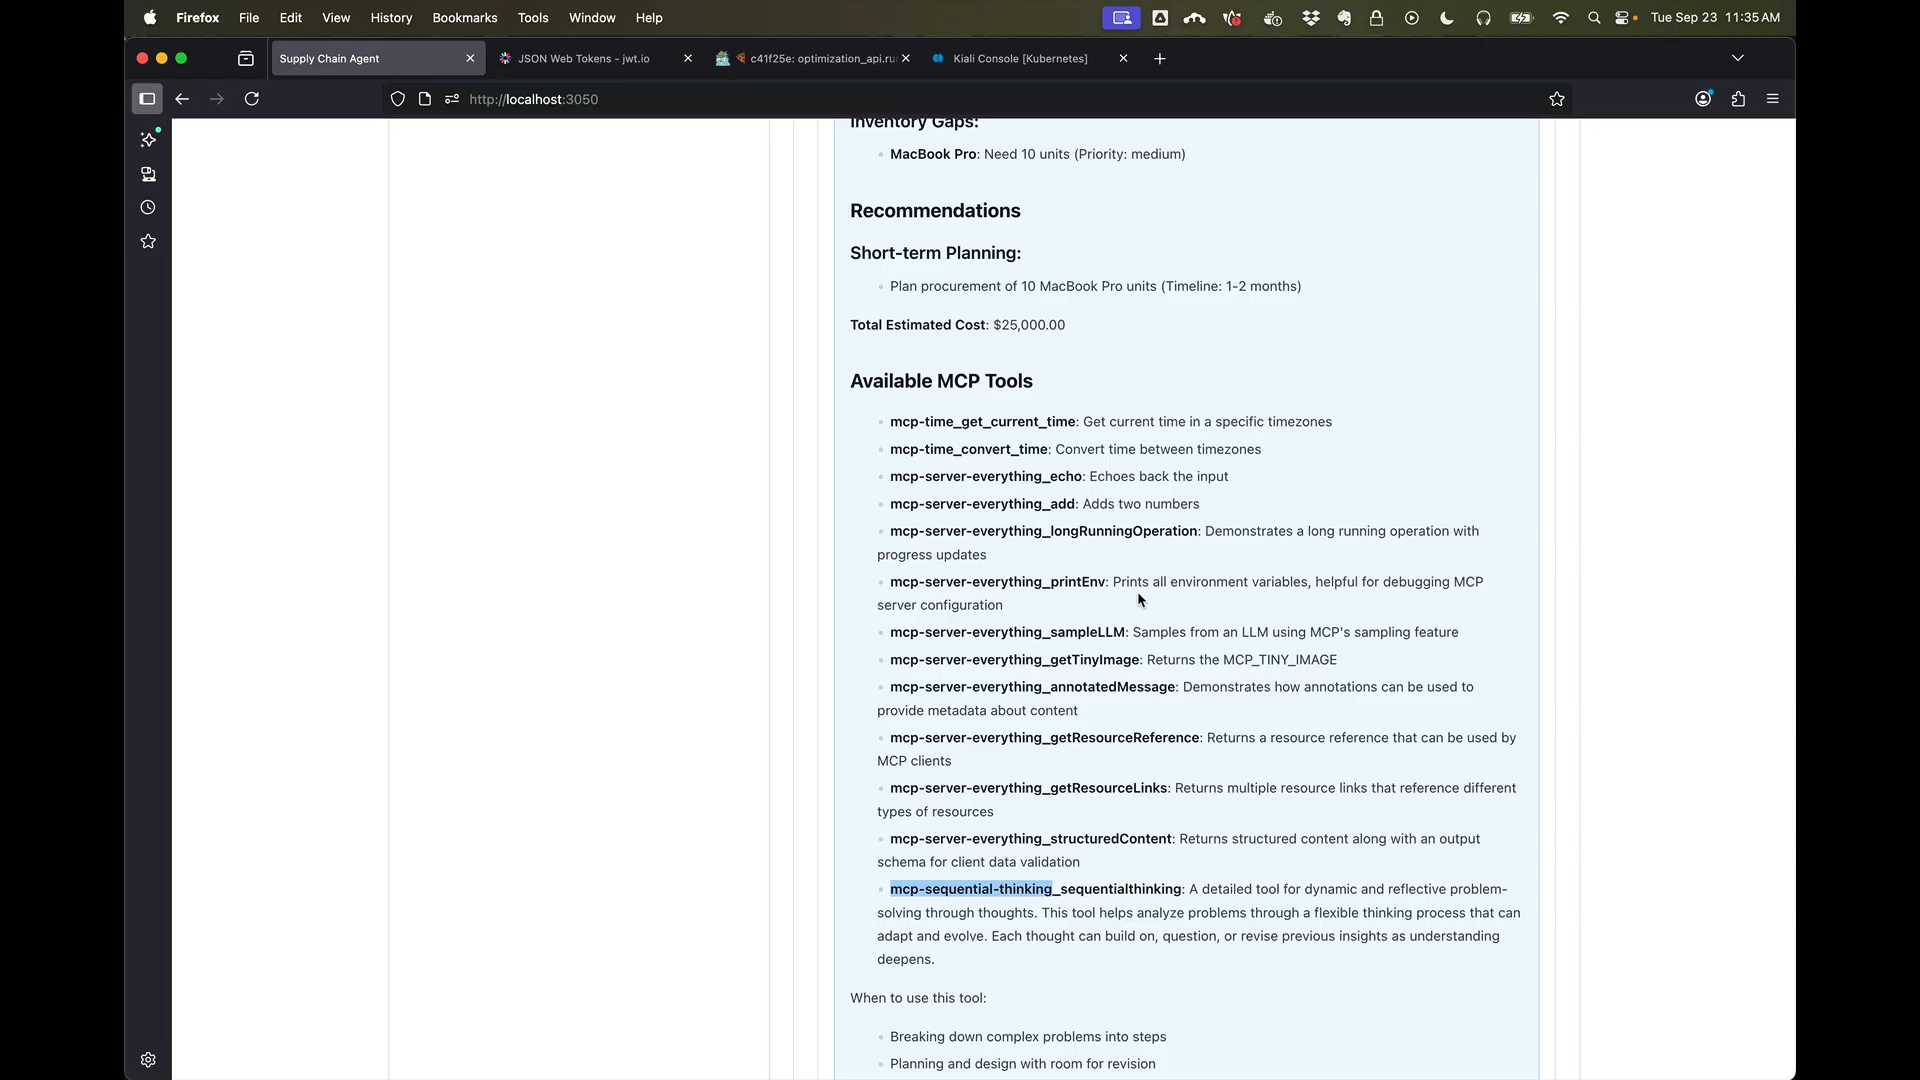 Firefox File Edit View History Bookmarks Tools Window Help Tue Sep 23 11:35 AM
Supply Chain Agent JSON Web Tokens - jwt.io c41f25e: optimization_api.ru Kiali Console [Kubernetes]
http://localhost:3050
Inventory Gaps:
MacBook Pro: Need 10 units (Priority: medium)
Recommendations
Short-term Planning:
Plan procurement of 10 MacBook Pro units (Timeline: 1-2 months)
Total Estimated Cost: $25,000.00
Available MCP Tools
mcp-time_get_current_time: Get current time in a specific timezones
mcp-time_convert_time: Convert time between timezones
mcp-server-everything_echo: Echoes back the input
mcp-server-everything_add: Adds two numbers
mcp-server-everything_longRunningOperation: Demonstrates a long running operation with
progress updates
mcp-server-everything_printEnv: Prints all environment variables, helpful for debugging MCP
server configuration
mcp-server-everything_sampleLLM: Samples from an LLM using MCP's sampling feature
mcp-server-everything_getTinyImage: Returns the MCP_TINY_IMAGE
mcp-server-everything_annotatedMessage: Demonstrates how annotations can be used to
provide metadata about content
mcp-server-everything_getResourceReference: Returns a resource reference that can be used by
MCP clients
mcp-server-everything_getResourceLinks: Returns multiple resource links that reference different
types of resources
mcp-server-everything_structuredContent: Returns structured content along with an output
schema for client data validation
mcp-sequential-thinking_sequentialthinking: A detailed tool for dynamic and reflective problem-
solving through thoughts. This tool helps analyze problems through a flexible thinking process that can
adapt and evolve. Each thought can build on, question, or revise previous insights as understanding
deepens.
When to use this tool:
Breaking down complex problems into steps
Planning and design with room for revision